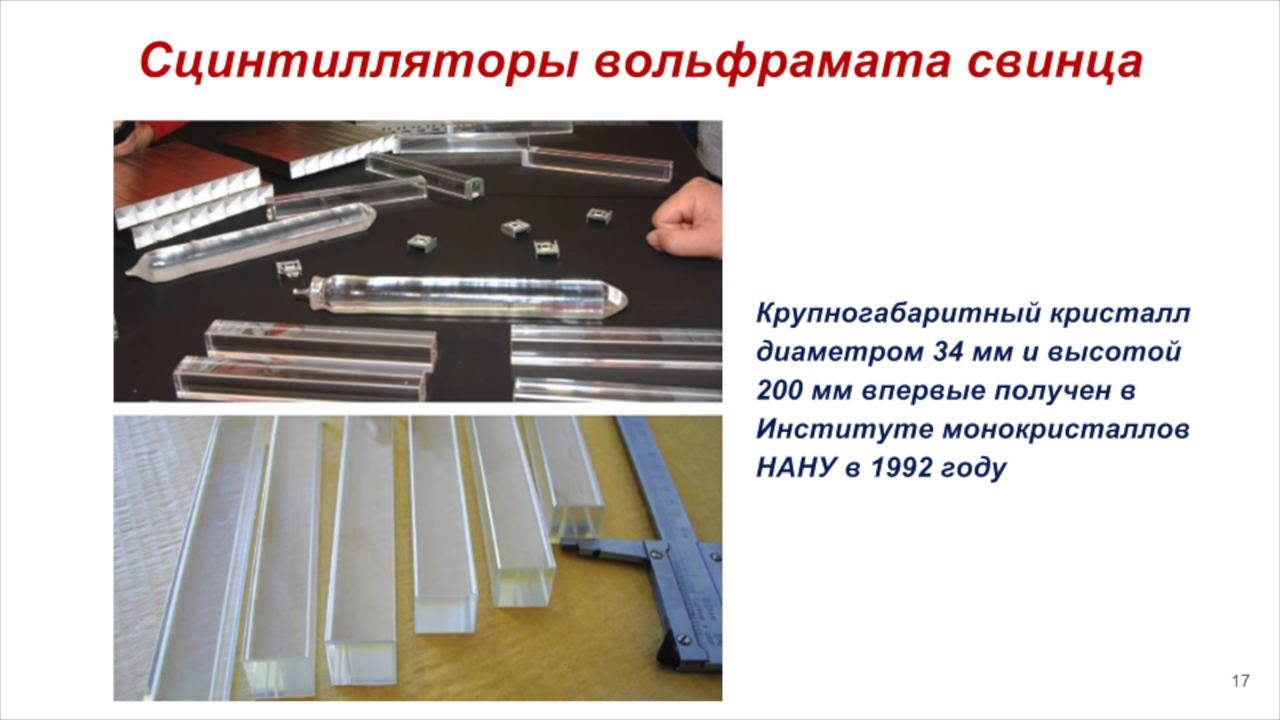 Сцинтилляторы вольфрамата свинца
Крупногабаритный кристалл
диаметром 34 мм и высотой
200 мм впервые получен в
Институте монокристаллов
НАНУ в 1992 году
17